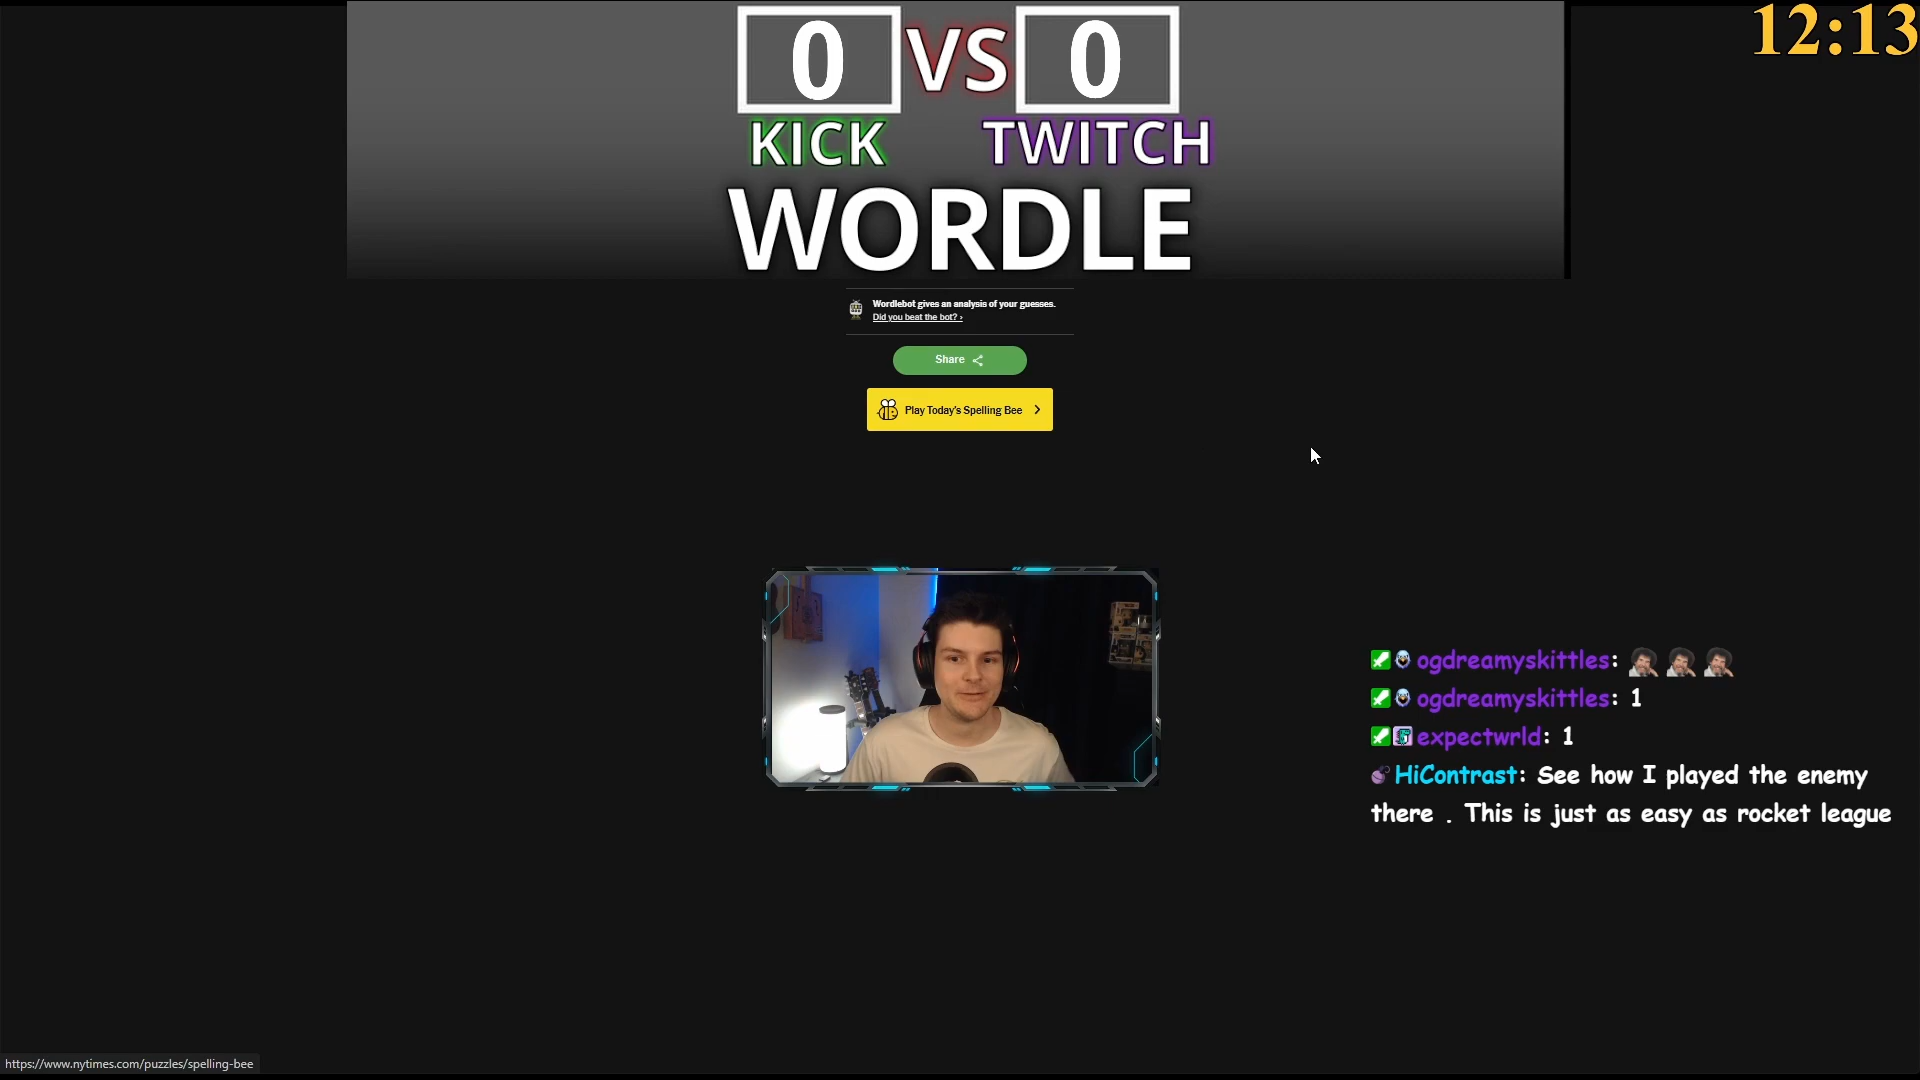 12:13
0 VS 0
KICK TWITCH
WORDLE
Wordlebot gives an analysis of your guesses.
Did you beat the bot? ›
Share
Play Today's Spelling Bee
ogdreamyskittles:
ogdreamyskittles: 1
expectwrld: 1
HiContrast: See how I played the enemy
there . This is just as easy as rocket league
https://www.nytimes.com/puzzles/spelling-bee